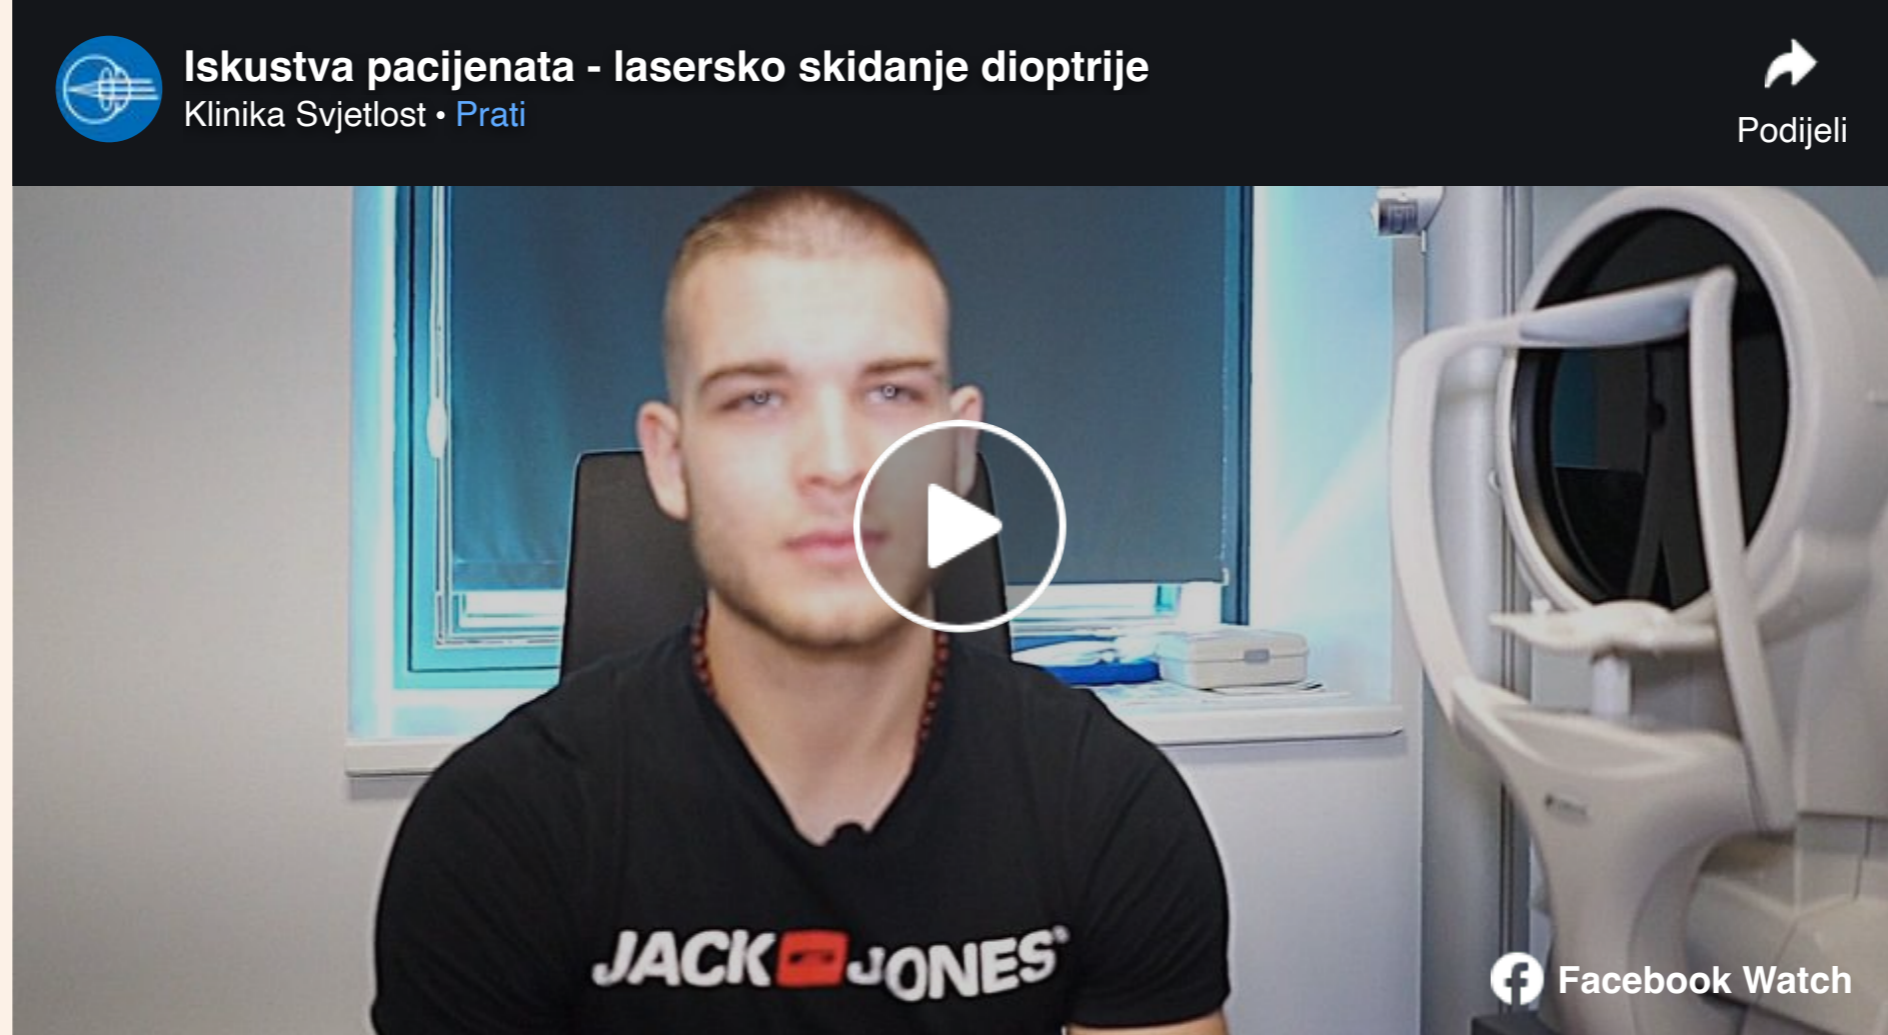 Iskustva pacijenata - lasersko skidanje dioptrije
Klinika Svjetlost • Prati
Podijeli
JACK JONES®
Facebook Watch